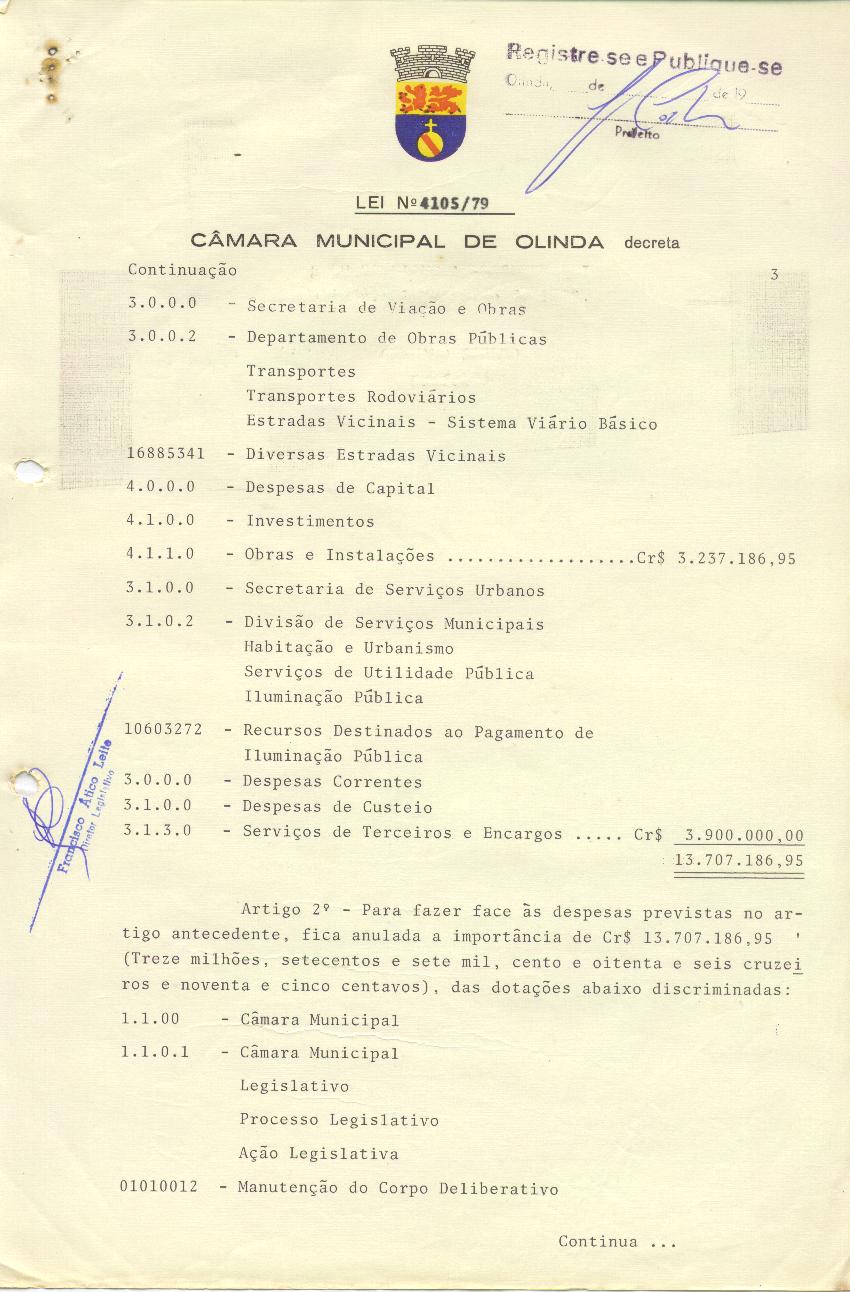 Registre-se e Publique-se
Olinda, de de 19
Prefeito
LEI Nº 4105/79
CÂMARA MUNICIPAL DE OLINDA decreta
Continuação 3
3.0.0.0 - Secretaria de Viação e Obras
3.0.0.2 - Departamento de Obras Públicas
Transportes
Transportes Rodoviários
Estradas Vicinais - Sistema Viário Básico
16885341 - Diversas Estradas Vicinais
4.0.0.0 - Despesas de Capital
4.1.0.0 - Investimentos
4.1.1.0 - Obras e Instalações ...................Cr$ 3.237.186,95
3.1.0.0 - Secretaria de Serviços Urbanos
3.1.0.2 - Divisão de Serviços Municipais
Habitação e Urbanismo
Serviços de Utilidade Pública
Iluminação Pública
10603272 - Recursos Destinados ao Pagamento de
Iluminação Pública
3.0.0.0 - Despesas Correntes
3.1.0.0 - Despesas de Custeio
3.1.3.0 - Serviços de Terceiros e Encargos ..... Cr$ 3.900.000,00
13.707.186,95
Francisco Ático Leite
Diretor Legislativo
Artigo 2º - Para fazer face às despesas previstas no ar-
tigo antecedente, fica anulada a importância de Cr$ 13.707.186,95 '
(Treze milhões, setecentos e sete mil, cento e oitenta e seis cruzei
ros e noventa e cinco centavos), das dotações abaixo discriminadas:
1.1.00 - Câmara Municipal
1.1.0.1 - Câmara Municipal
Legislativo
Processo Legislativo
Ação Legislativa
01010012 - Manutenção do Corpo Deliberativo
Continua ...